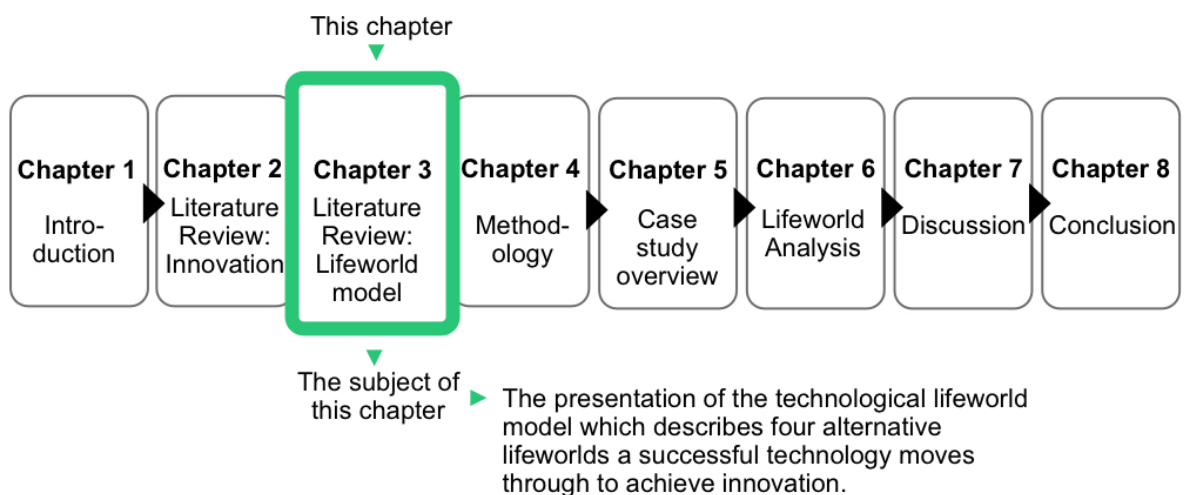 This chapter
Chapter 1
Intro-
duction
Chapter 2
Literature
Review:
Innovation
Chapter 3
Literature
Review:
Lifeworld
model
Chapter 4
Method-
ology
Chapter 5
Case
study
overview
Chapter 6
Lifeworld
Analysis
Chapter 7
Discussion
Chapter 8
Conclusion
The subject of
this chapter
The presentation of the technological lifeworld
model which describes four alternative
lifeworlds a successful technology moves
through to achieve innovation.